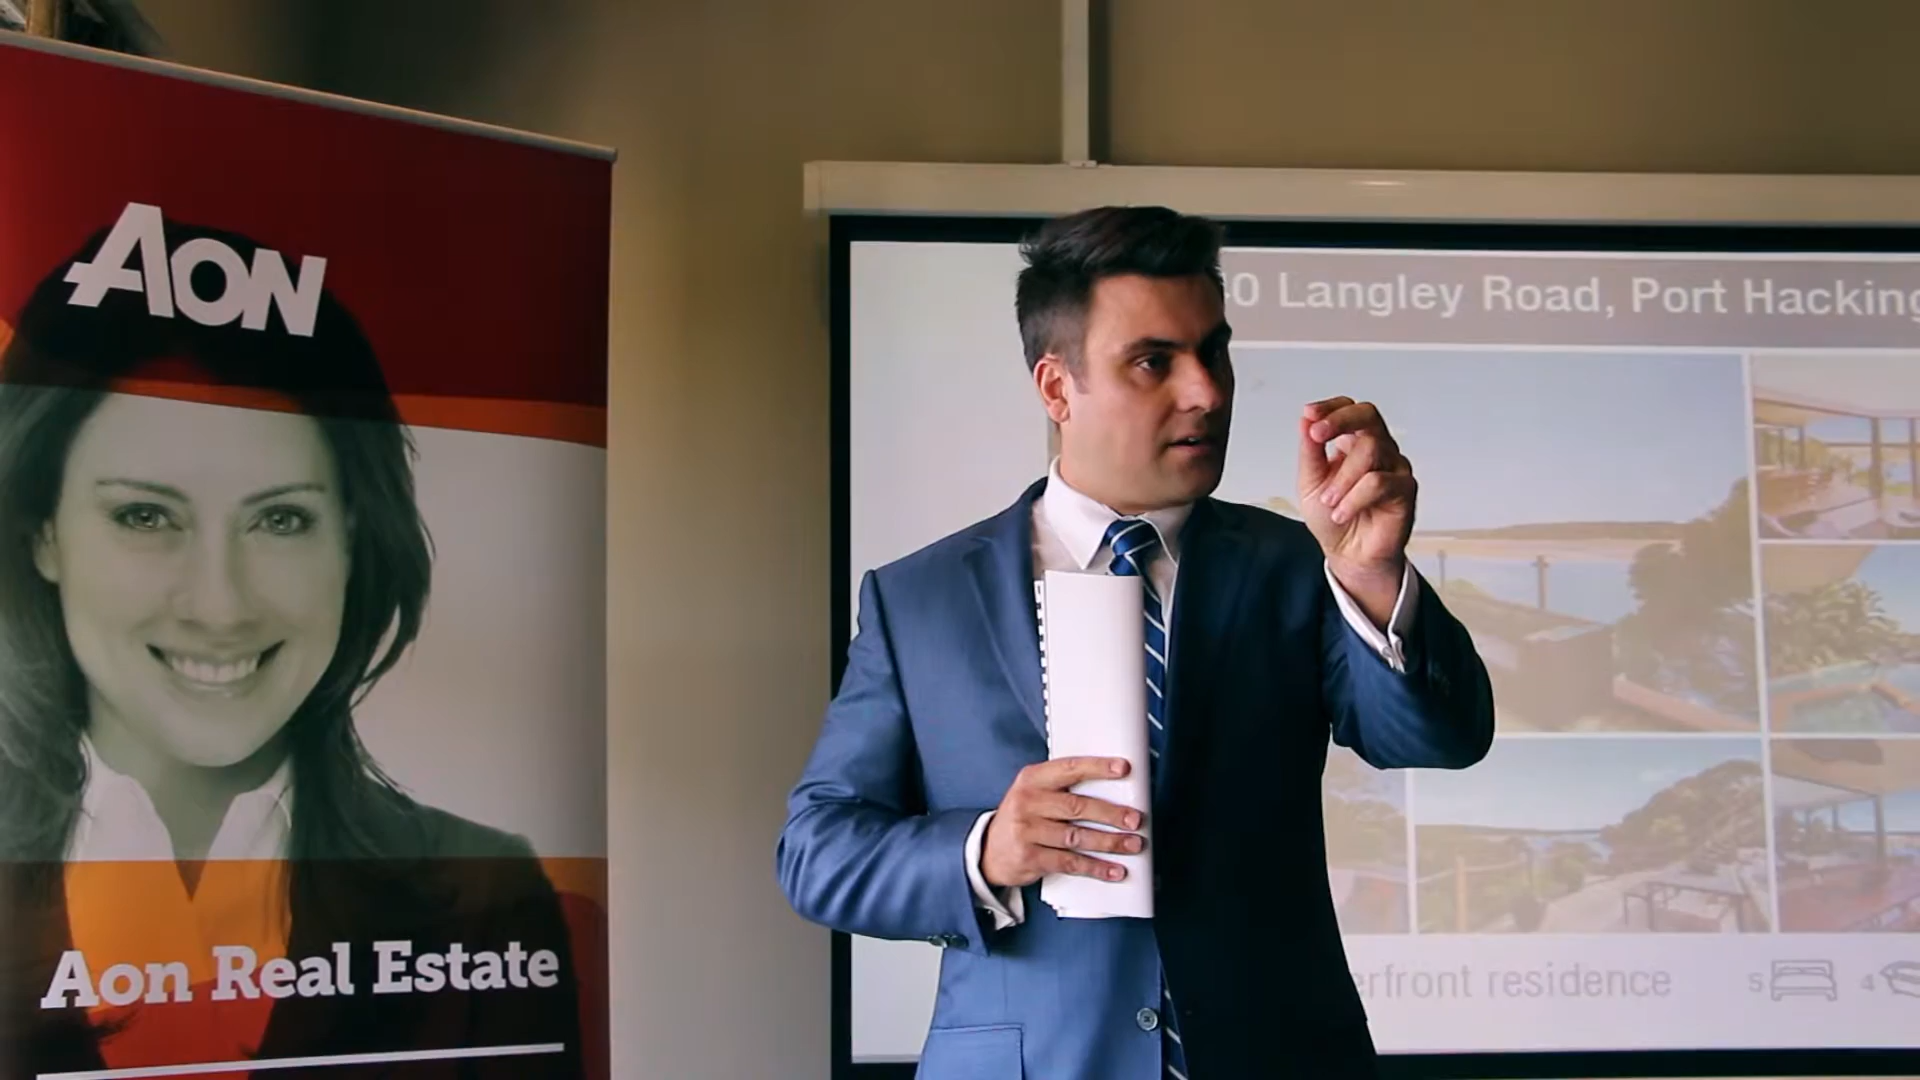 AON
Aon Real Estate
0 Langley Road, Port Hacking
erfront residence
5
4